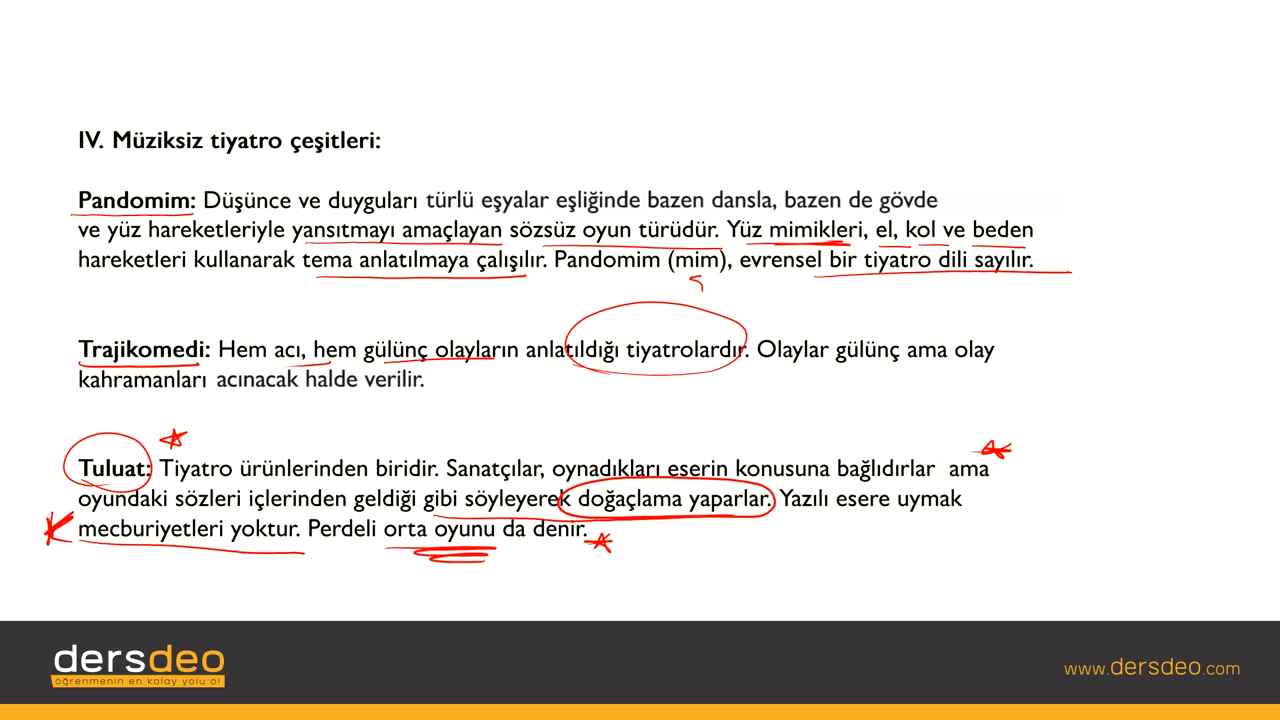 IV. Müziksiz tiyatro çeşitleri:
Pandomim: Düşünce ve duyguları türlü eşyalar eşliğinde bazen dansla, bazen de gövde
ve yüz hareketleriyle yansıtmayı amaçlayan sözsüz oyun türüdür. Yüz mimikleri, el, kol ve beden
hareketleri kullanarak tema anlatılmaya çalışılır. Pandomim (mim), evrensel bir tiyatro dili sayılır.
Trajikomedi: Hem acı, hem gülünç olayların anlatıldığı tiyatrolardır. Olaylar gülünç ama olay
kahramanları acınacak halde verilir.
Tuluat: Tiyatro ürünlerinden biridir. Sanatçılar, oynadıkları eserin konusuna bağlıdırlar ama
oyundaki sözleri içlerinden geldiği gibi söyleyerek doğaçlama yaparlar. Yazılı esere uymak
mecburiyetleri yoktur. Perdeli orta oyunu da denir.
dersdeo
öğrenmenin en kolay yolu o!
www.dersdeo.com